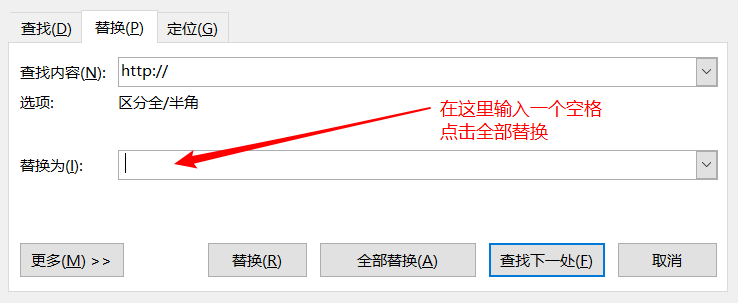 查找(D) 替换(P) 定位(G)
查找内容(N): http://
选项: 区分全/半角
在这里输入一个空格
点击全部替换
替换为(I):
更多(M) >> 替换(R) 全部替换(A) 查找下一处(F) 取消